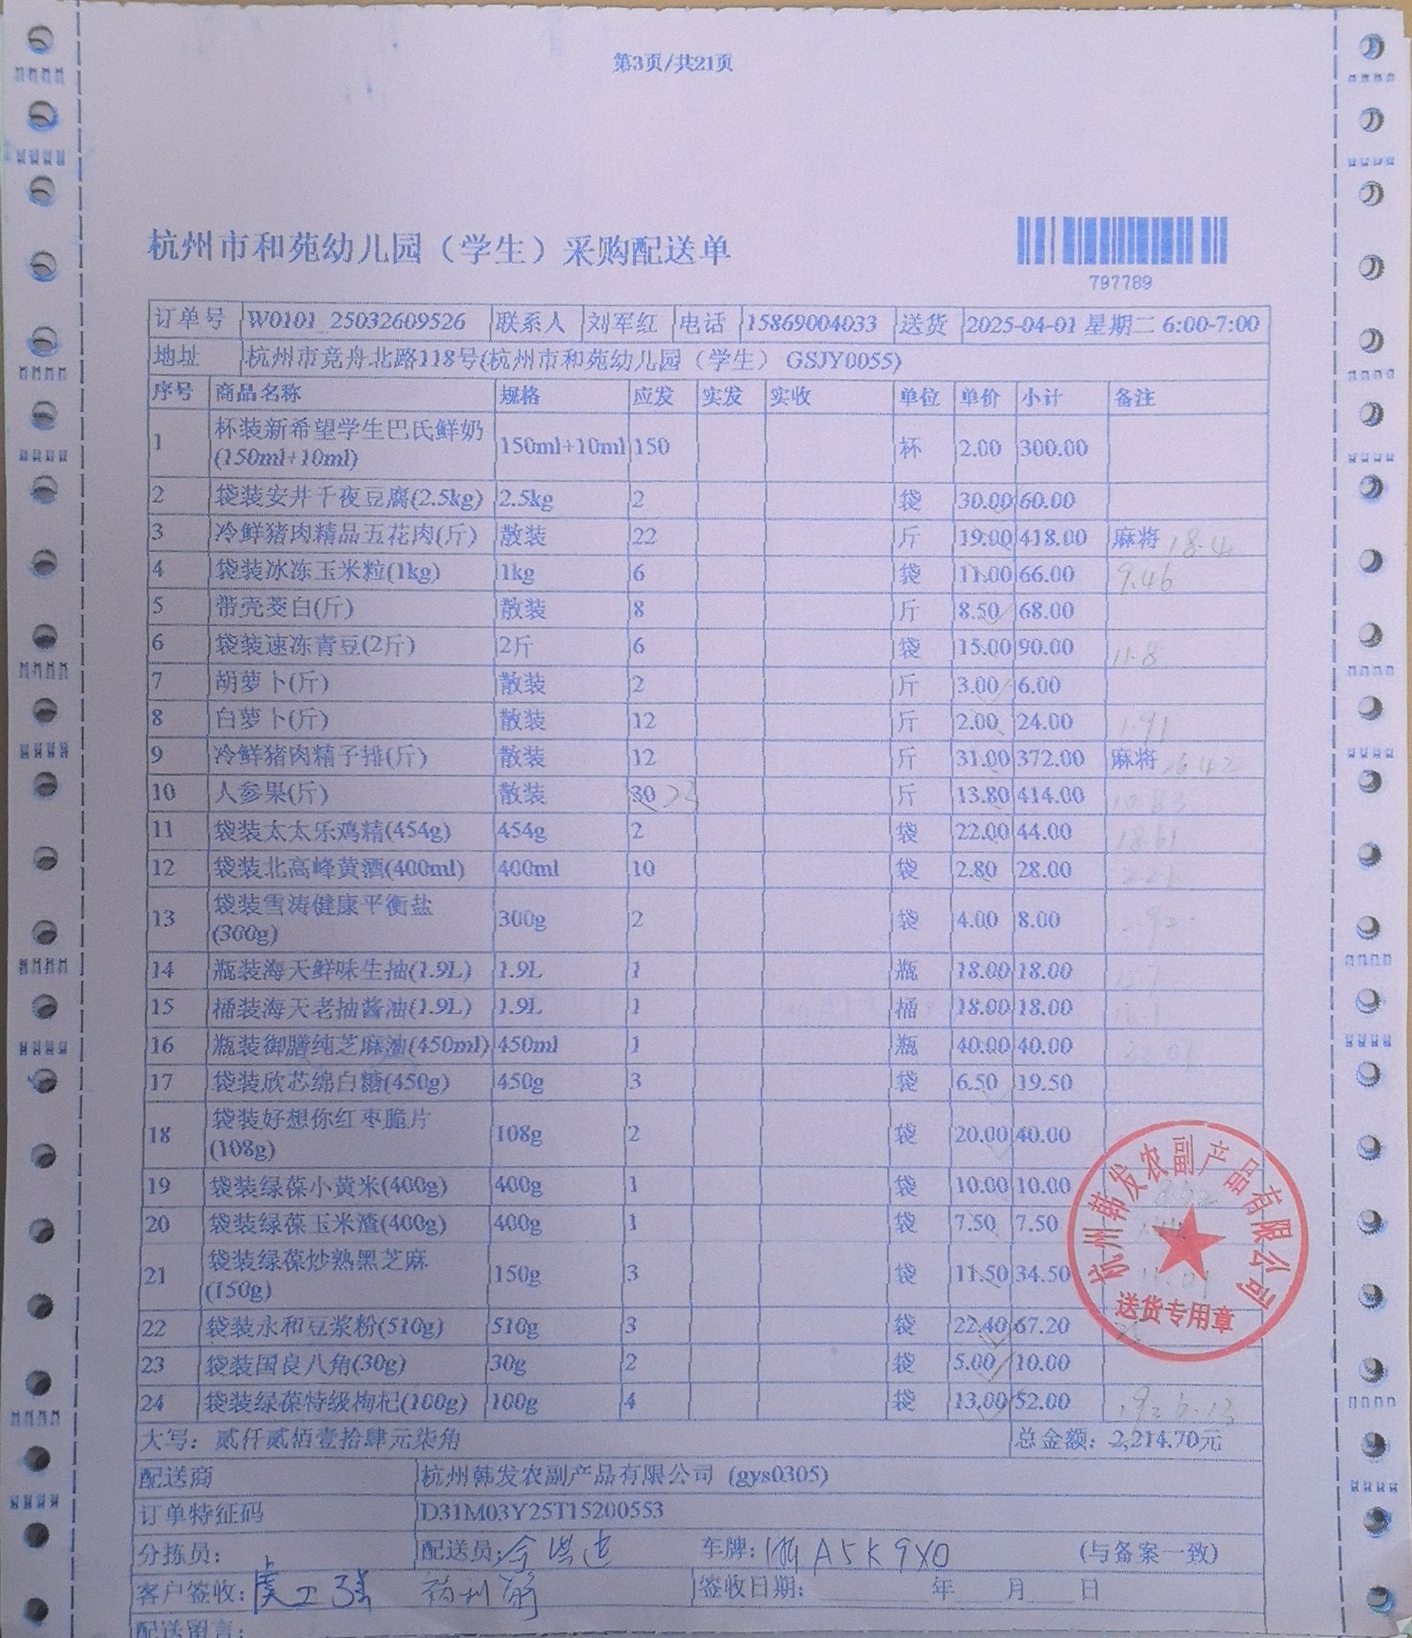 第3页/共21页
杭州市和苑幼儿园（学生）采购配送单
797789
订单号 W0101_25032609526 联系人 刘军红 电话 15869004033 送货 2025-04-01 星期二 6:00-7:00
地址 杭州市竞舟北路118号(杭州市和苑幼儿园（学生） GSJY0055)
序号 商品名称 规格 应发 实发 实收 单位 单价 小计 备注
1 杯装新希望学生巴氏鲜奶(150ml+10ml) 150ml+10ml 150 杯 2.00 300.00
2 袋装安井千夜豆腐(2.5kg) 2.5kg 2 袋 30.00 60.00
3 冷鲜猪肉精品五花肉(斤) 散装 22 斤 19.00 418.00 麻将 18.4
4 袋装冰冻玉米粒(1kg) 1kg 6 袋 11.00 66.00 9.46
5 带壳茭白(斤) 散装 8 斤 8.50 68.00
6 袋装速冻青豆(2斤) 2斤 6 袋 15.00 90.00 11.8
7 胡萝卜(斤) 散装 2 斤 3.00 6.00
8 白萝卜(斤) 散装 12 斤 2.00 24.00 1.91
9 冷鲜猪肉精子排(斤) 散装 12 斤 31.00 372.00 麻将
10 人参果(斤) 散装 30 斤 13.80 414.00
11 袋装太太乐鸡精(454g) 454g 2 袋 22.00 44.00
12 袋装北高峰黄酒(400ml) 400ml 10 袋 2.80 28.00
13 袋装雪涛健康平衡盐(300g) 300g 2 袋 4.00 8.00
14 瓶装海天鲜味生抽(1.9L) 1.9L 1 瓶 18.00 18.00
15 桶装海天老抽酱油(1.9L) 1.9L 1 桶 18.00 18.00
16 瓶装御膳纯芝麻油(450ml) 450ml 1 瓶 40.00 40.00
17 袋装欣芯绵白糖(450g) 450g 3 袋 6.50 19.50
18 袋装好想你红枣脆片(108g) 108g 2 袋 20.00 40.00
19 袋装绿葆小黄米(400g) 400g 1 袋 10.00 10.00
20 袋装绿葆玉米渣(400g) 400g 1 袋 7.50 7.50
21 袋装绿葆炒熟黑芝麻(150g) 150g 3 袋 11.50 34.50
22 袋装永和豆浆粉(510g) 510g 3 袋 22.40 67.20
23 袋装国良八角(30g) 30g 2 袋 5.00 10.00
24 袋装绿葆特级枸杞(100g) 100g 4 袋 13.00 52.00
杭州韩发农副产品有限公司
送货专用章
大写：贰仟贰佰壹拾肆元柒角 总金额：2,214.70元
配送商 杭州韩发农副产品有限公司 (gys0305)
订单特征码 D31M03Y25T15200553
分拣员： 配送员： 车牌：浙A5K9X0 (与备案一致)
客户签收： 签收日期： 年 月 日
配送留言：